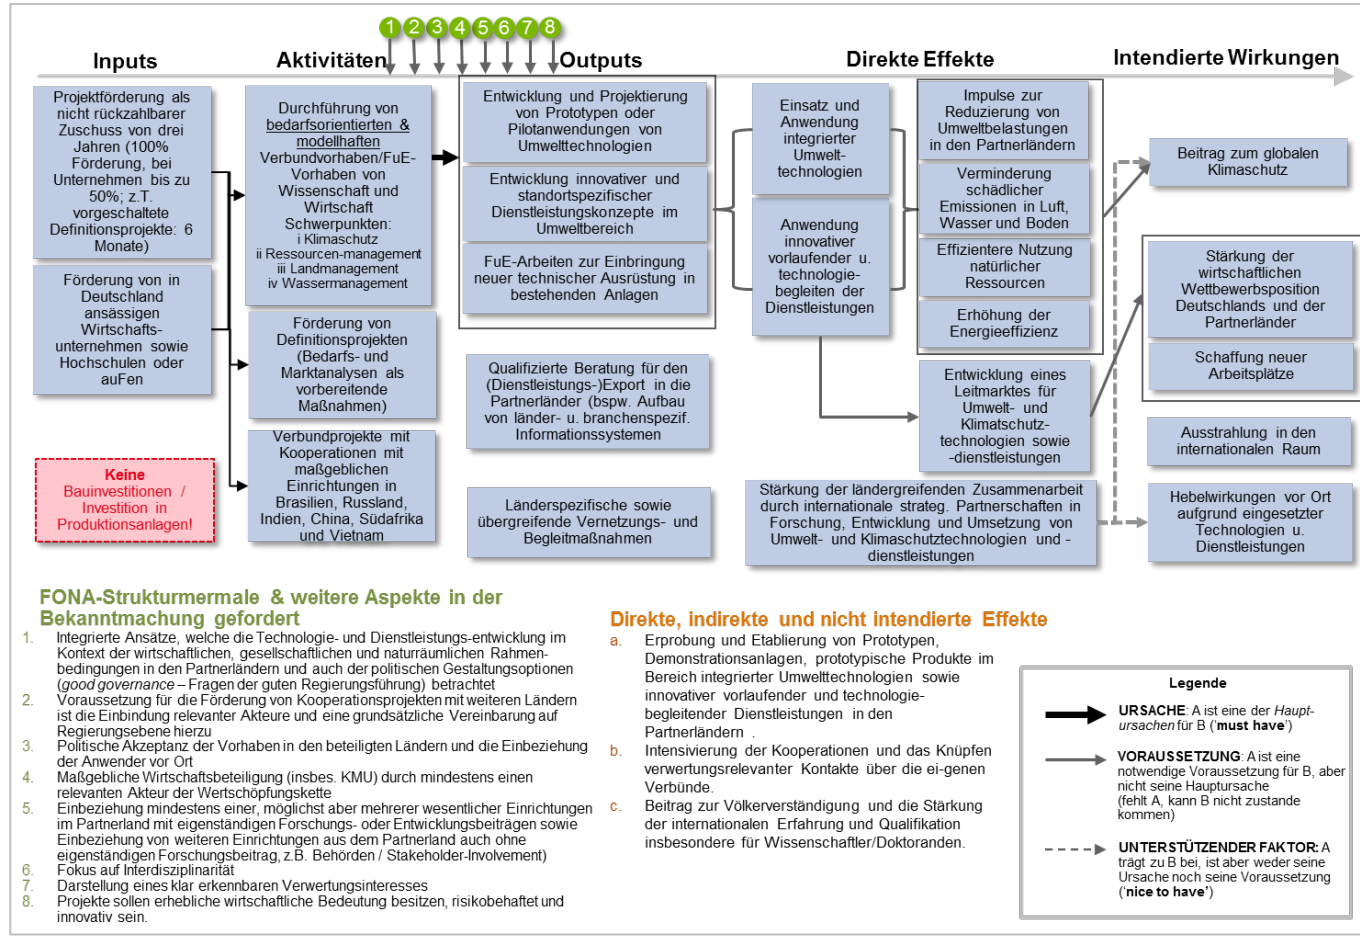 1 2 3 4 5 6 7 8
Inputs
Aktivitäten
Outputs
Direkte Effekte
Intendierte Wirkungen
Projektförderung als
nicht rückzahlbarer
Zuschuss von drei
Jahren (100%
Förderung, bei
Unternehmen bis zu
50%; z.T.
vorgeschaltete
Definitionsprojekte: 6
Monate)
Förderung von in
Deutschland
ansässigen
Wirtschafts-
unternehmen sowie
Hochschulen oder
auFen
Keine
Bauinvestitionen /
Investition in
Produktionsanlagen!
Durchführung von
bedarfsorientierten &
modellhaften
Verbundvorhaben/FuE-
Vorhaben von
Wissenschaft und
Wirtschaft
Schwerpunkten:
i Klimaschutz
ii Ressourcen-management
iii Landmanagement
iv Wassermanagement
Förderung von
Definitionsprojekten
(Bedarfs- und
Marktanalysen als
vorbereitende
Maßnahmen)
Verbundprojekte mit
Kooperationen mit
maßgeblichen
Einrichtungen in
Brasilien, Russland,
Indien, China, Südafrika
und Vietnam
Entwicklung und Projektierung
von Prototypen oder
Pilotanwendungen von
Umwelttechnologien
Entwicklung innovativer und
standortspezifischer
Dienstleistungskonzepte im
Umweltbereich
FuE-Arbeiten zur Einbringung
neuer technischer Ausrüstung in
bestehenden Anlagen
Qualifizierte Beratung für den
(Dienstleistungs-)Export in die
Partnerländer (bspw. Aufbau
von länder- u. branchenspezif.
Informationssystemen
Länderspezifische sowie
übergreifende Vernetzungs- und
Begleitmaßnahmen
Einsatz und
Anwendung
integrierter
Umwelt-
technologien
Anwendung
innovativer
vorlaufender u.
technologie-
begleiten der
Dienstleistungen
Impulse zur
Reduzierung von
Umweltbelastungen
in den Partnerländern
Verminderung
schädlicher
Emissionen in Luft,
Wasser und Boden
Effizientere Nutzung
natürlicher
Ressourcen
Erhöhung der
Energieeffizienz
Entwicklung eines
Leitmarktes für
Umwelt- und
Klimatschutz-
technologien sowie
-dienstleistungen
Stärkung der ländergreifenden Zusammenarbeit
durch internationale strateg. Partnerschaften in
Forschung, Entwicklung und Umsetzung von
Umwelt- und Klimaschutztechnologien und -
dienstleistungen
Beitrag zum globalen
Klimaschutz
Stärkung der
wirtschaftlichen
Wettbewerbsposition
Deutschlands und der
Partnerländer
Schaffung neuer
Arbeitsplätze
Ausstrahlung in den
internationalen Raum
Hebelwirkungen vor Ort
aufgrund eingesetzter
Technologien u.
Dienstleistungen
FONA-Strukturmermale & weitere Aspekte in der
Bekanntmachung gefordert
1. Integrierte Ansätze, welche die Technologie- und Dienstleistungs-entwicklung im
Kontext der wirtschaftlichen, gesellschaftlichen und naturräumlichen Rahmen-
bedingungen in den Partnerländern und auch der politischen Gestaltungsoptionen
(good governance – Fragen der guten Regierungsführung) betrachtet
2. Voraussetzung für die Förderung von Kooperationsprojekten mit weiteren Ländern
ist die Einbindung relevanter Akteure und eine grundsätzliche Vereinbarung auf
Regierungsebene hierzu
3. Politische Akzeptanz der Vorhaben in den beteiligten Ländern und die Einbeziehung
der Anwender vor Ort
4. Maßgebliche Wirtschaftsbeteiligung (insbes. KMU) durch mindestens einen
relevanten Akteur der Wertschöpfungskette
5. Einbeziehung mindestens einer, möglichst aber mehrerer wesentlicher Einrichtungen
im Partnerland mit eigenständigen Forschungs- oder Entwicklungsbeiträgen sowie
Einbeziehung von weiteren Einrichtungen aus dem Partnerland auch ohne
eigenständigen Forschungsbeitrag, z.B. Behörden / Stakeholder-Involvement)
6. Fokus auf Interdisziplinarität
7. Darstellung eines klar erkennbaren Verwertungsinteresses
8. Projekte sollen erhebliche wirtschaftliche Bedeutung besitzen, risikobehaftet und
innovativ sein.
Direkte, indirekte und nicht intendierte Effekte
a. Erprobung und Etablierung von Prototypen,
Demonstrationsanlagen, prototypische Produkte im
Bereich integrierter Umwelttechnologien sowie
innovativer vorlaufender und technologie-
begleitender Dienstleistungen in den
Partnerländern .
b. Intensivierung der Kooperationen und das Knüpfen
verwertungsrelevanter Kontakte über die ei-genen
Verbünde.
c. Beitrag zur Völkerverständigung und die Stärkung
der internationalen Erfahrung und Qualifikation
insbesondere für Wissenschaftler/Doktoranden.
Legende
URSACHE: A ist eine der Haupt-
ursachen für B (‘must have’)
VORAUSSETZUNG: A ist eine
notwendige Voraussetzung für B, aber
nicht seine Hauptursache
(fehlt A, kann B nicht zustande
kommen)
UNTERSTÜTZENDER FAKTOR: A
trägt zu B bei, ist aber weder seine
Ursache noch seine Voraussetzung
(‘nice to have’)